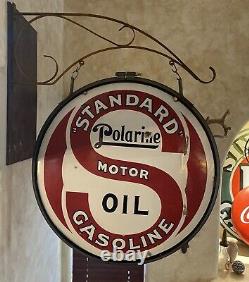 "STANDARD"
Polarine
MOTOR
OIL
GASOLINE